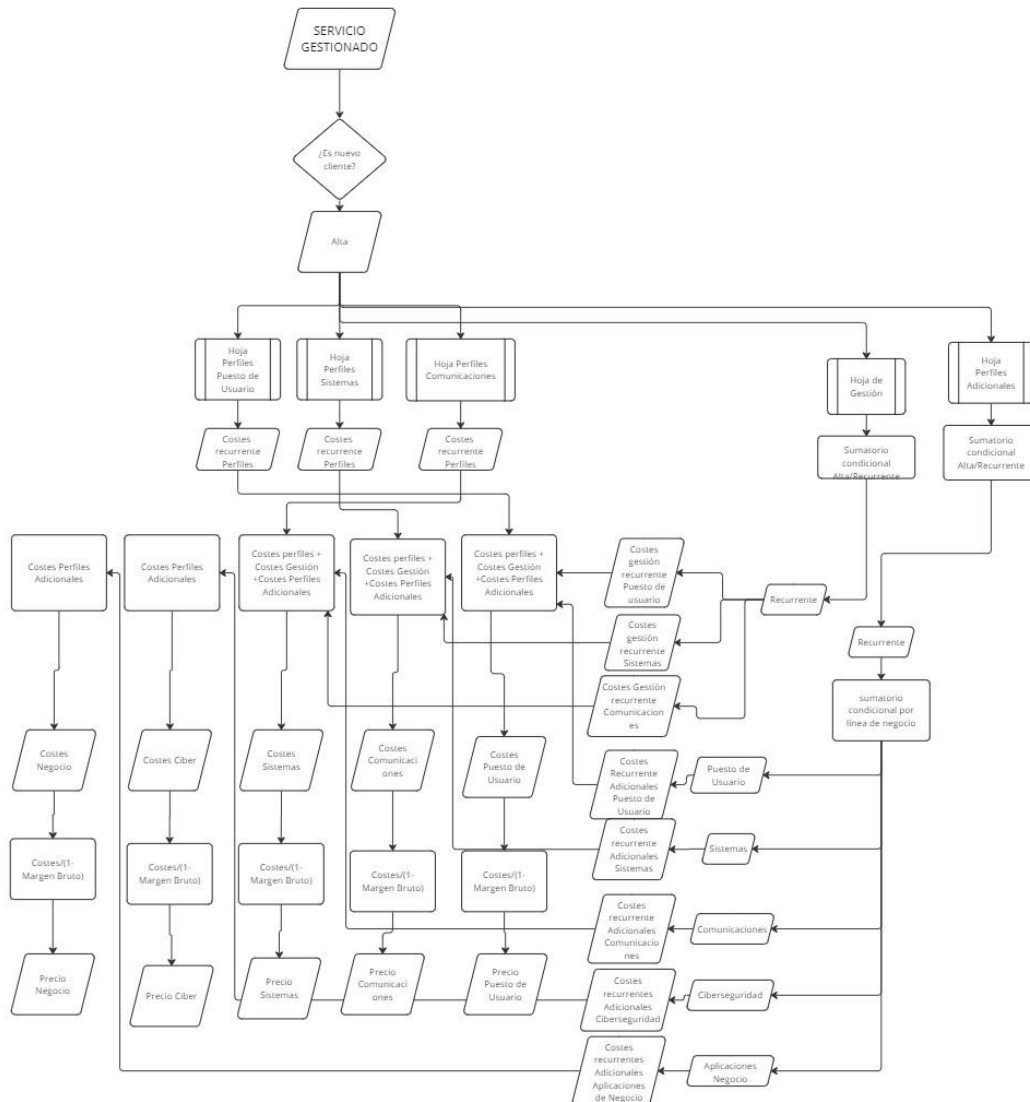 SERVICIO
GESTIONADO
¿Es nuevo
cliente?
Alta
Hoja
Perfiles
Puesto de
Usuario
Hoja
Perfiles
Sistemas
Hoja Perfiles
Comunicaciones
Hoja de
Gestión
Hoja
Perfiles
Adicionales
Costes
recurrente
Perfiles
Costes
recurrente
Perfiles
Costes
recurrente
Perfiles
Sumatorio
condicional
Alta/Recurrente
Sumatorio
condicional
Alta/Recurrente
Costes Perfiles
Adicionales
Costes Perfiles
Adicionales
Costes perfiles +
Costes Gestión
+Costes Perfiles
Adicionales
Costes perfiles +
Costes Gestión
+Costes Perfiles
Adicionales
Costes perfiles +
Costes Gestión
+Costes Perfiles
Adicionales
Costes
gestión
recurrente
Puesto de
usuario
Recurrente
Costes
gestión
recurrente
Sistemas
Recurrente
Costes Gestión
recurrente
Comunicacion
es
sumatorio
condicional por
línea de negocio
Costes
Negocio
Costes Ciber
Costes
Sistemas
Costes
Comunicaci
ones
Costes
Puesto de
Usuario
Costes
Recurrente
Adicionales
Puesto de
Usuario
Puesto de
Usuario
Costes
recurrente
Adicionales
Sistemas
Sistemas
Costes/(1-
Margen Bruto)
Costes/(1-
Margen Bruto)
Costes/(1-
Margen Bruto)
Costes/(1-
Margen Bruto)
Costes/(1-
Margen Bruto)
Costes
recurrente
Adicionales
Comunicacio
nes
Comunicaciones
Precio
Negocio
Precio Ciber
Precio
Sistemas
Precio
Comunicaci
ones
Precio
Puesto de
Usuario
Costes
recurrentes
Adicionales
Ciberseguridad
Ciberseguridad
Costes
recurrentes
Adicionales
Aplicaciones
de Negocio
Aplicaciones
Negocio